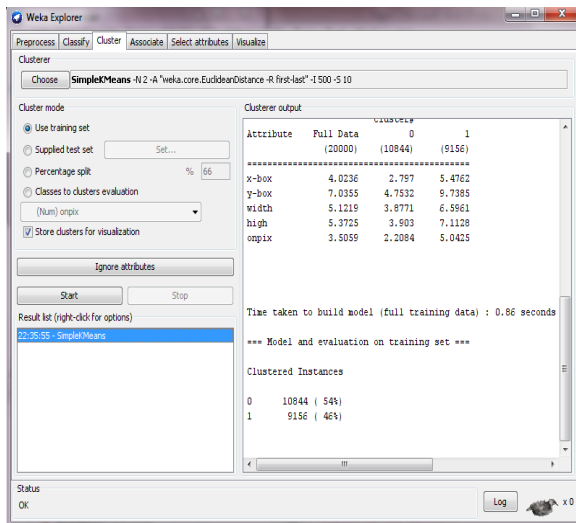 Weka Explorer
Preprocess Classify Cluster Associate Select attributes Visualize
Clusterer
Choose SimpleKMeans -N 2 -A "weka.core.EuclideanDistance -R first-last" -I 500 -S 10
Cluster mode
Use training set
Supplied test set Set...
Percentage split % 66
Classes to clusters evaluation
(Num) onpix
Store clusters for visualization
Ignore attributes
Start Stop
Result list (right-click for options)
22:35:55 - SimpleKMeans
Clusterer output
Cluster#
Attribute Full Data 0 1
(20000) (10844) (9156)
============================================
x-box 4.0236 2.797 5.4762
y-box 7.0355 4.7532 9.7385
width 5.1219 3.8771 6.5961
high 5.3725 3.903 7.1128
onpix 3.5059 2.2084 5.0425
Time taken to build model (full training data) : 0.86 seconds
=== Model and evaluation on training set ===
Clustered Instances
0 10844 ( 54%)
1 9156 ( 46%)
Status
OK
Log x 0